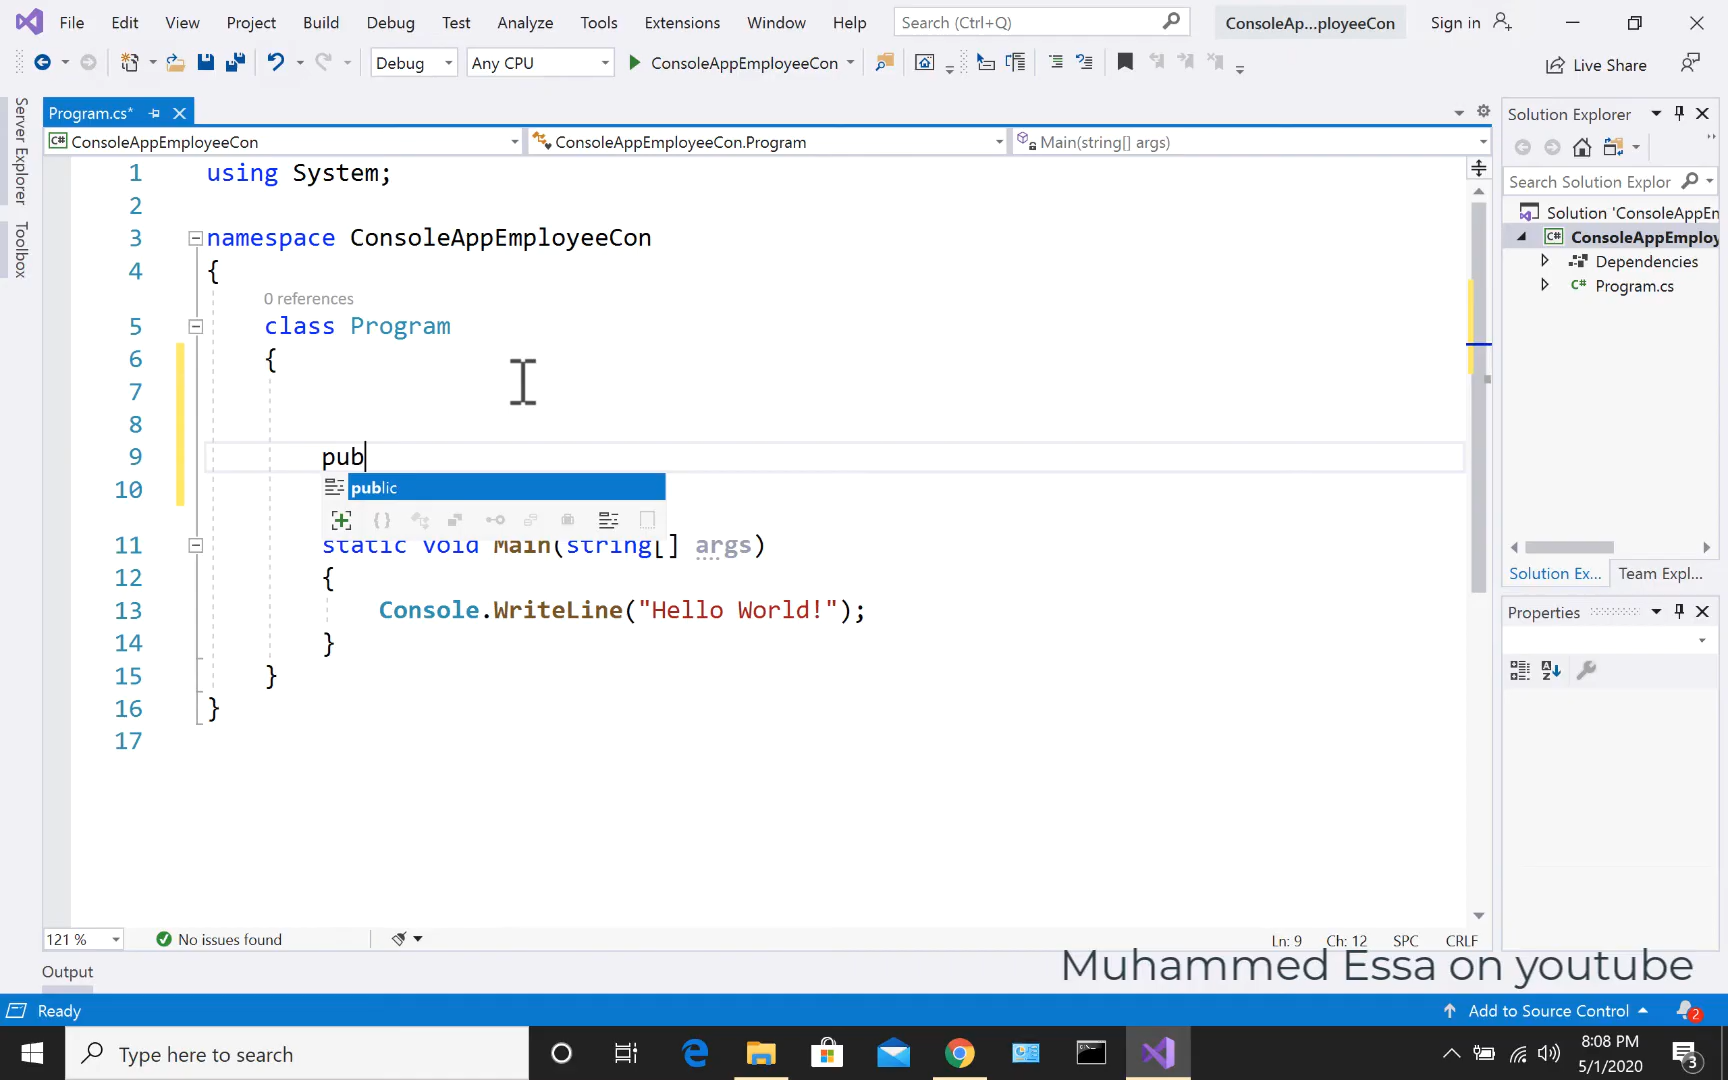 File Edit View Project Build Debug Test Analyze Tools Extensions Window Help Search (Ctrl+Q) ConsoleAp...ployeeCon Sign in
Debug Any CPU ConsoleAppEmployeeCon Live Share
Server Explorer
Toolbox
Program.cs*
ConsoleAppEmployeeCon ConsoleAppEmployeeCon.Program Main(string[] args)
1 using System;
2
3 namespace ConsoleAppEmployeeCon
4 {
0 references
5 class Program
6 {
7
8
9 pub
public
10
11 static void Main(string[] args)
12 {
13 Console.WriteLine("Hello World!");
14 }
15 }
16 }
17
121 % No issues found Ln: 9 Ch: 12 SPC CRLF
Solution Explorer
Search Solution Explor
Solution 'ConsoleAppEm
C# ConsoleAppEmploy
Dependencies
C# Program.cs
Solution Ex... Team Expl...
Properties
Output
Muhammed Essa on youtube
Ready Add to Source Control 2
Type here to search
8:08 PM
5/1/2020
3